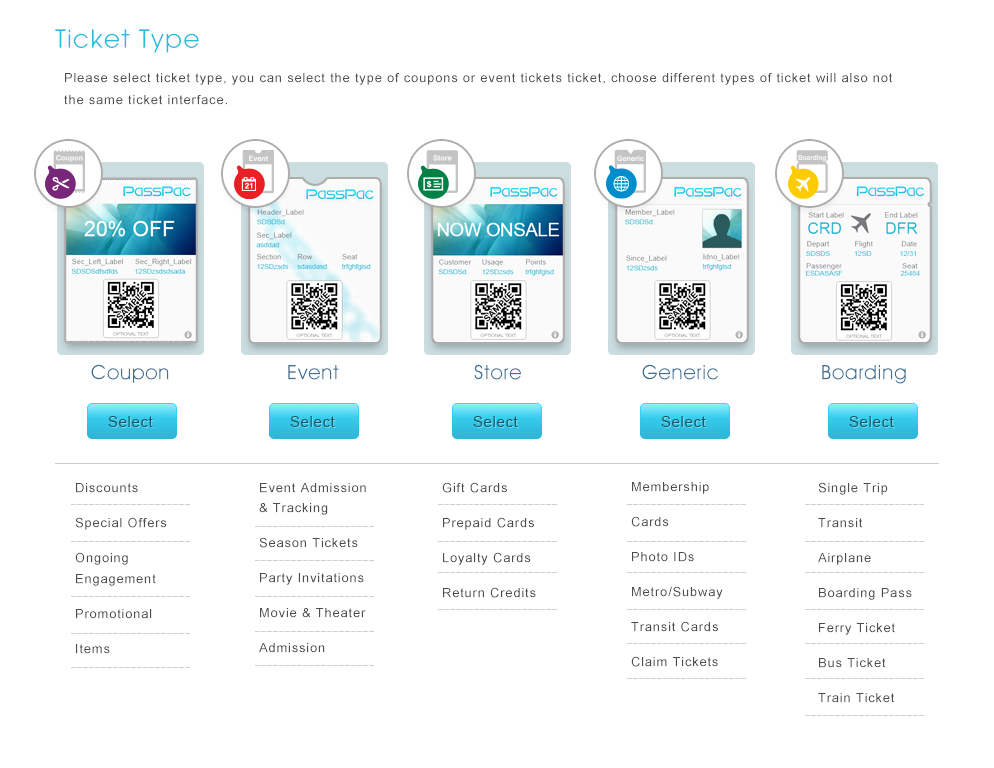 Ticket Type
Please select ticket type, you can select the type of coupons or event tickets ticket, choose different types of ticket will also not
the same ticket interface.
Coupon
PassPac
20% OFF
Sec_Left_Label Sec_Right_Label
SDSDSdfsdfds 12SDzsdsdsada
OPTIONAL TEXT
Coupon
Select
Event
21
PassPac
Header_Label
SDSDSd
Sec_Label
asddad
Section Row Seat
12SDzsds sdasdasd trfghfglsd
OPTIONAL TEXT
Event
Select
Store
PassPac
NOW ONSALE
Customer Usaqe Points
SDSDSd 12SDzsds trfghfglsd
OPTIONAL TEXT
Store
Select
Generic
PassPac
Member_Label
SDSDSd
Since_Label Idno_Label
12SDzsds trfghfglsd
OPTIONAL TEXT
Generic
Select
Boarding
PassPac
Start Label End Label
CRD DFR
Depart Flight Date
SDSDS 12SD 12/31
Passenger Seat
ESDASASF 25484
OPTIONAL TEXT
Boarding
Select
Discounts
Special Offers
Ongoing
Engagement
Promotional
Items
Event Admission
& Tracking
Season Tickets
Party Invitations
Movie & Theater
Admission
Gift Cards
Prepaid Cards
Loyalty Cards
Return Credits
Membership
Cards
Photo IDs
Metro/Subway
Transit Cards
Claim Tickets
Single Trip
Transit
Airplane
Boarding Pass
Ferry Ticket
Bus Ticket
Train Ticket